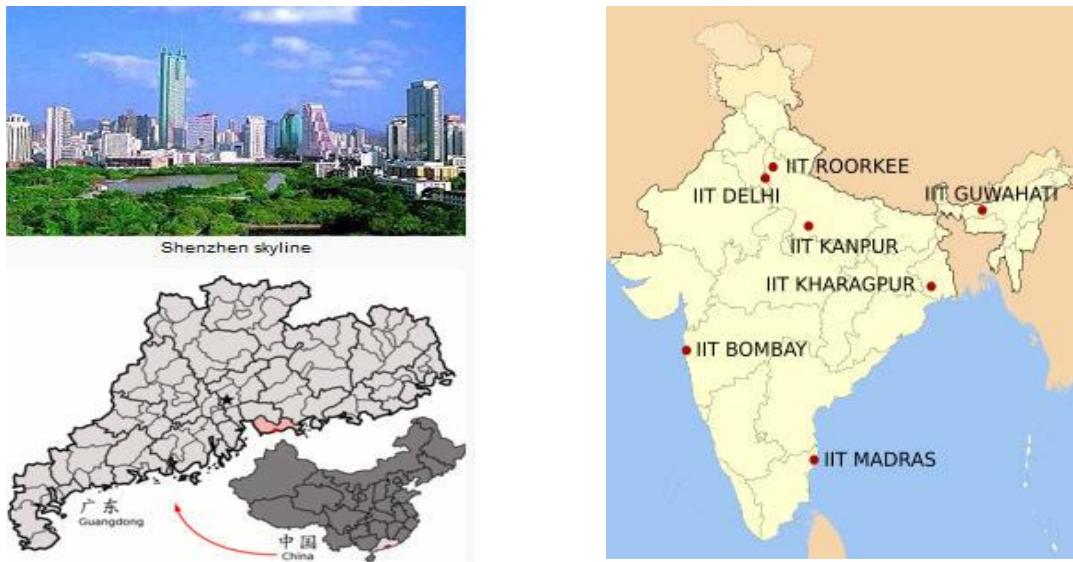 Shenzhen skyline
广东
Guangdong
中国
China
IIT ROORKEE
IIT DELHI
IIT GUWAHATI
IIT KANPUR
IIT KHARAGPUR
IIT BOMBAY
IIT MADRAS